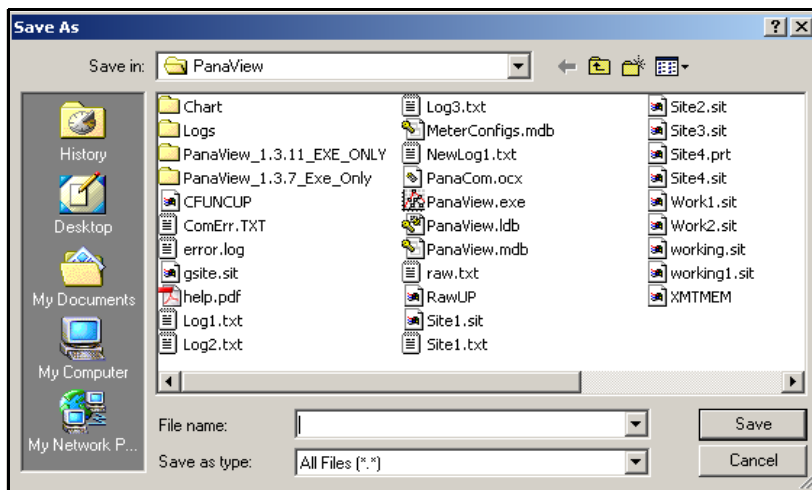 Save As
Save in: PanaView
History
Desktop
My Documents
My Computer
My Network P...
Chart
Logs
PanaView_1.3.11_EXE_ONLY
PanaView_1.3.7_Exe_Only
CFUNCUP
ComErr.TXT
error.log
gsite.sit
help.pdf
Log1.txt
Log2.txt
Log3.txt
MeterConfigs.mdb
NewLog1.txt
PanaCom.ocx
PanaView.exe
PanaView.ldb
PanaView.mdb
raw.txt
RawUP
Site1.sit
Site1.txt
Site2.sit
Site3.sit
Site4.prt
Site4.sit
Work1.sit
Work2.sit
working.sit
working1.sit
XMTMEM
File name:
Save
Save as type: All Files (*.*)
Cancel